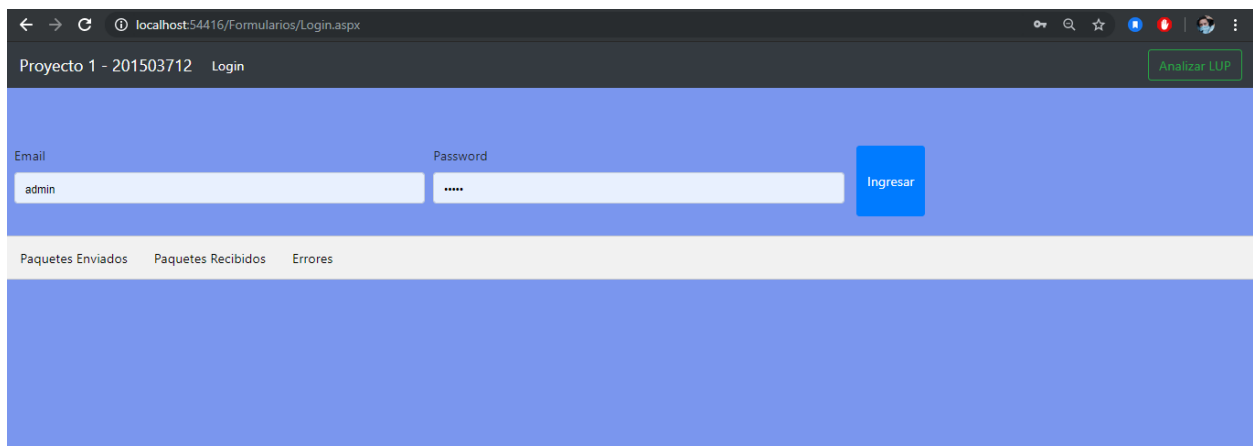 localhost:54416/Formularios/Login.aspx
Proyecto 1 - 201503712 Login Analizar LUP
Email Password
admin ••••• Ingresar
Paquetes Enviados Paquetes Recibidos Errores